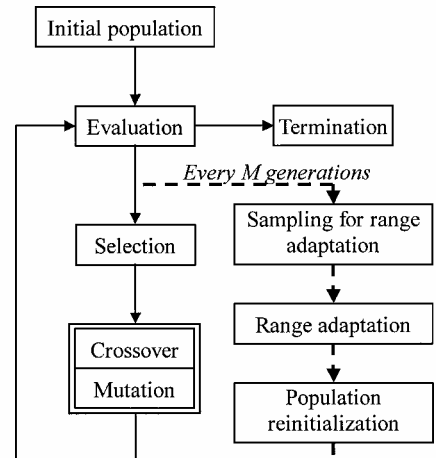 Initial population
Evaluation
Termination
Every M generations
Sampling for range
adaptation
Selection
Range adaptation
Crossover
Mutation
Population
reinitialization